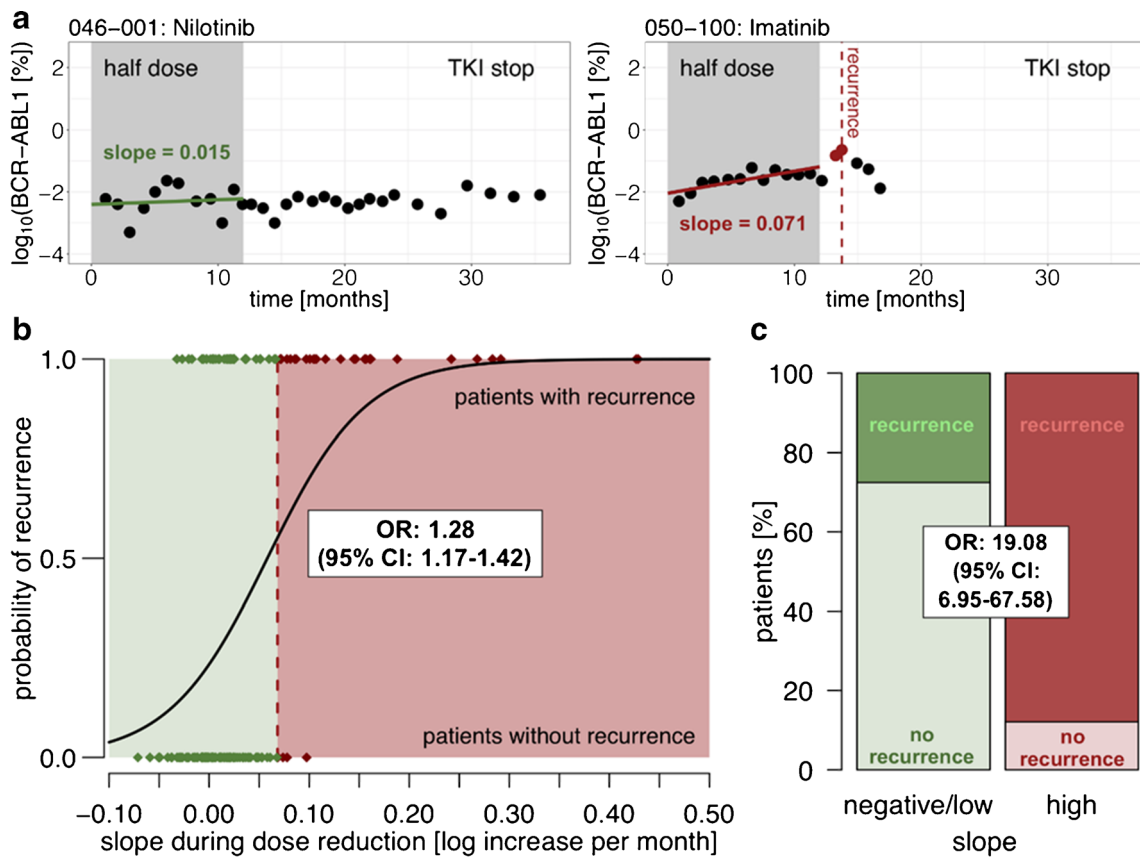 a
046−001: Nilotinib
log10(BCR−ABL1 [%])
2
0
−2
−4
half dose
TKI stop
slope = 0.015
0
10
20
30
time [months]
050−100: Imatinib
log10(BCR−ABL1 [%])
2
0
−2
−4
half dose
recurrence
TKI stop
slope = 0.071
0
10
20
30
time [months]
b
probability of recurrence
1.0
0.5
0.0
patients with recurrence
OR: 1.28
(95% CI: 1.17-1.42)
patients without recurrence
−0.10
0.00
0.10
0.20
0.30
0.40
0.50
slope during dose reduction [log increase per month]
c
patients [%]
100
80
60
40
20
0
recurrence
recurrence
OR: 19.08
(95% CI:
6.95-67.58)
no
recurrence
no
recurrence
negative/low
high
slope